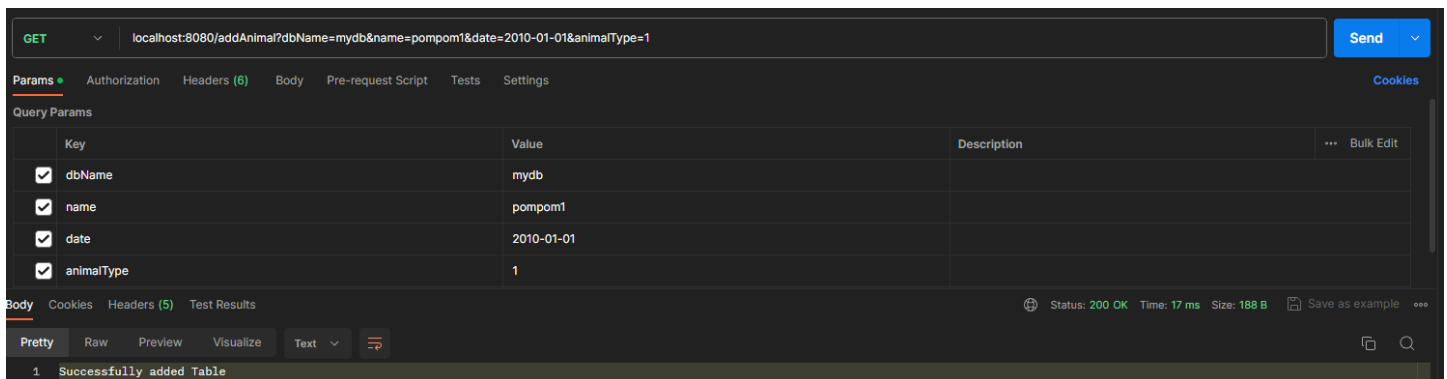 GET localhost:8080/addAnimal?dbName=mydb&name=pompom1&date=2010-01-01&animalType=1 Send
Params Authorization Headers (6) Body Pre-request Script Tests Settings Cookies
Query Params
Key Value Description ••• Bulk Edit
dbName mydb
name pompom1
date 2010-01-01
animalType 1
Body Cookies Headers (5) Test Results Status: 200 OK Time: 17 ms Size: 188 B Save as example
Pretty Raw Preview Visualize Text
1 Successfully added Table